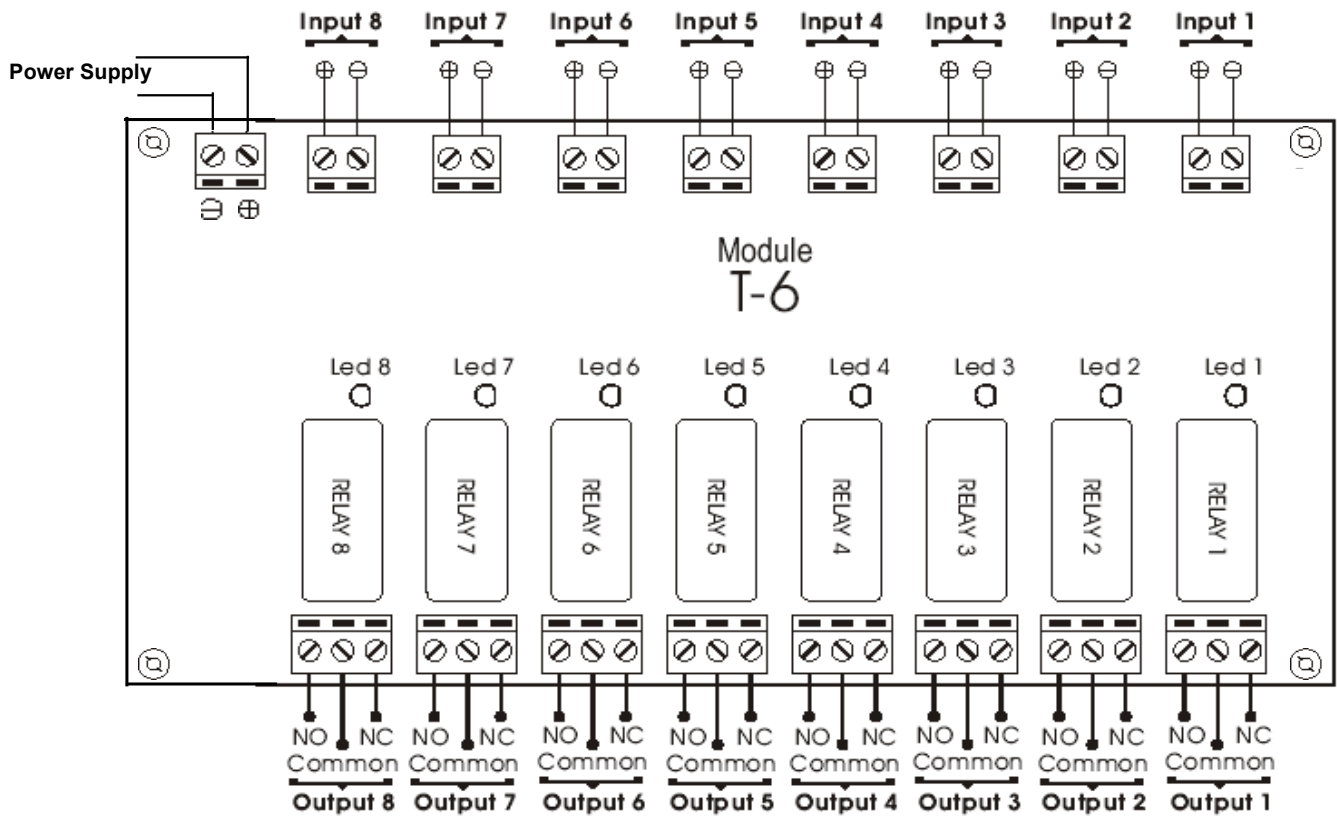 Input 8 Input 7 Input 6 Input 5 Input 4 Input 3 Input 2 Input 1
Power Supply
Module
T-6
Led 8 Led 7 Led 6 Led 5 Led 4 Led 3 Led 2 Led 1
RELAY 8 RELAY 7 RELAY 6 RELAY 5 RELAY 4 RELAY 3 RELAY 2 RELAY 1
NO NC NO NC NO NC NO NC NO NC NO NC NO NC NO NC
Common Common Common Common Common Common Common Common
Output 8 Output 7 Output 6 Output 5 Output 4 Output 3 Output 2 Output 1